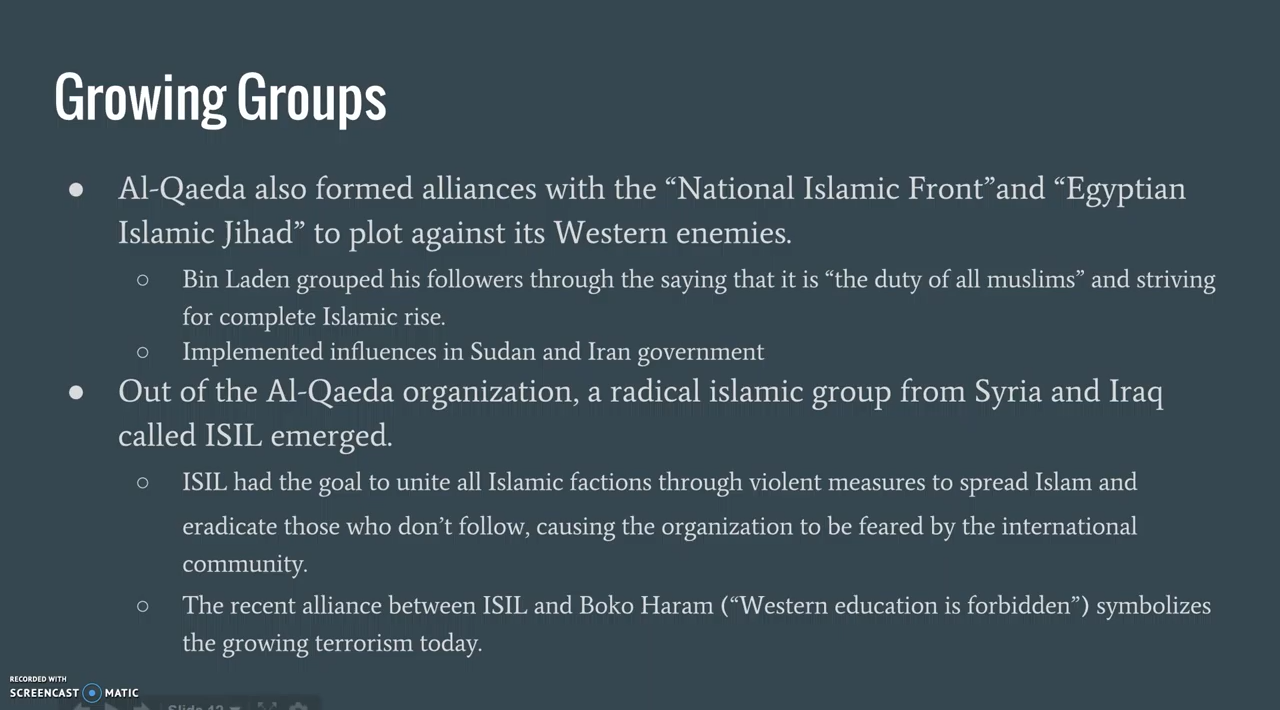 Growing Groups
● Al-Qaeda also formed alliances with the “National Islamic Front”and “Egyptian
Islamic Jihad” to plot against its Western enemies.
○ Bin Laden grouped his followers through the saying that it is “the duty of all muslims” and striving
for complete Islamic rise.
○ Implemented influences in Sudan and Iran government
● Out of the Al-Qaeda organization, a radical islamic group from Syria and Iraq
called ISIL emerged.
○ ISIL had the goal to unite all Islamic factions through violent measures to spread Islam and
eradicate those who don’t follow, causing the organization to be feared by the international
community.
○ The recent alliance between ISIL and Boko Haram (“Western education is forbidden”) symbolizes
the growing terrorism today.
RECORDED WITH
SCREENCAST MATIC
Slide